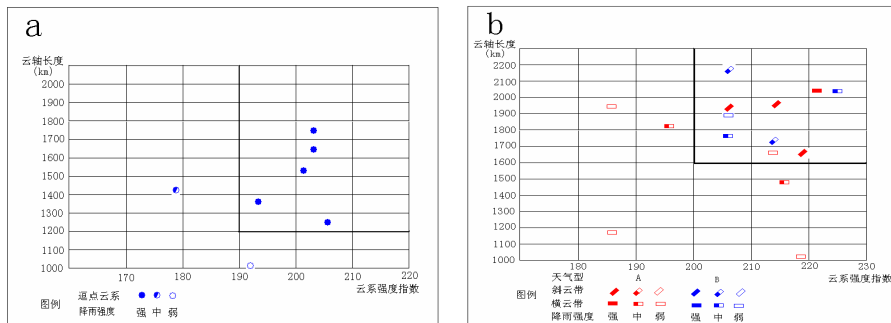 a
云轴长度
(km)
2000
1900
1800
1700
1600
1500
1400
1300
1200
1100
1000
170 180 190 200 210 220
云系强度指数
图例
逗点云系
降雨强度 强 中 弱
b
云轴长度
(km)
2200
2100
2000
1900
1800
1700
1600
1500
1400
1300
1200
1100
1000
180 190 200 210 220 230
云系强度指数
图例
天气型 A B
斜云带
横云带
降雨强度 强 中 弱 强 中 弱